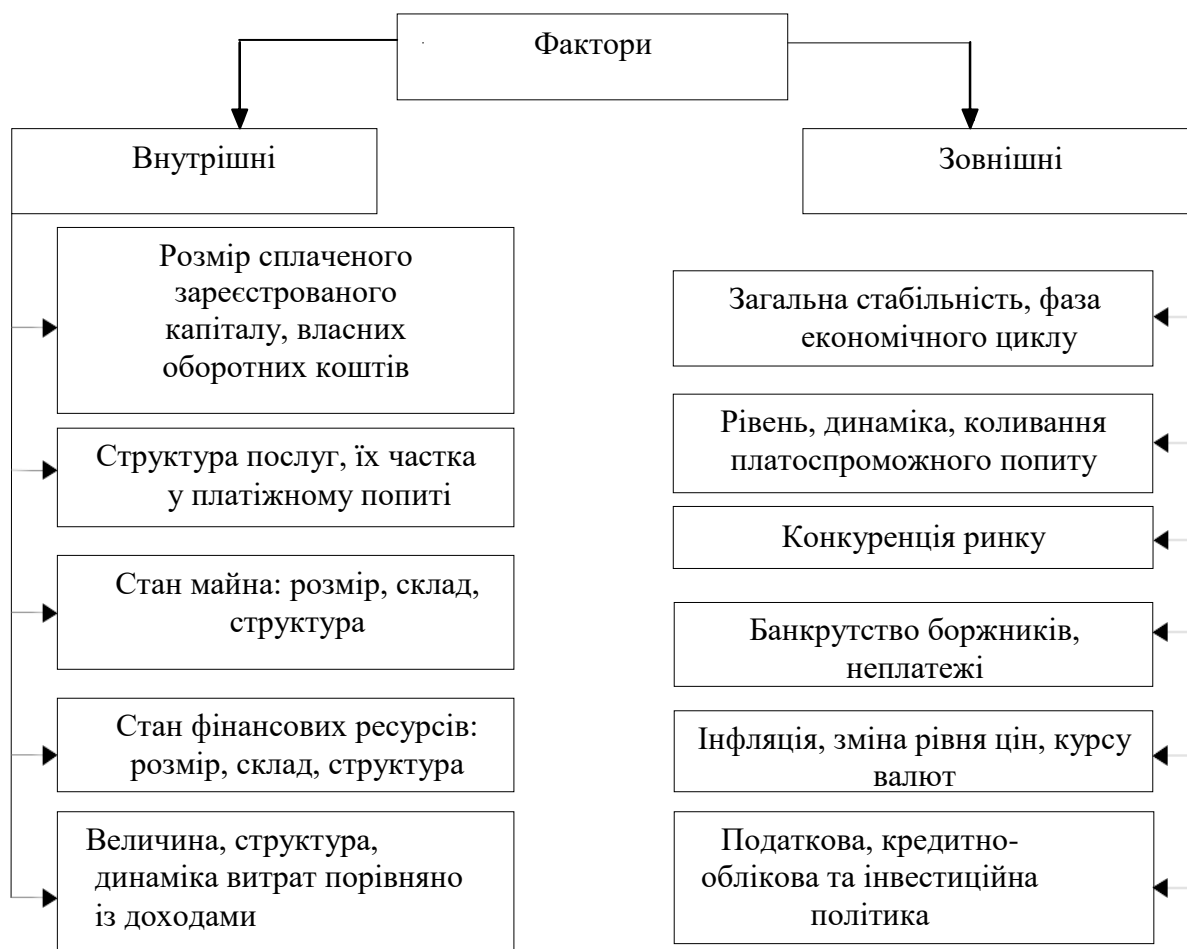 Фактори
Внутрішні
Зовнішні
Розмір сплаченого
зареєстрованого
капіталу, власних
оборотних коштів
Структура послуг, їх частка
у платіжному попиті
Стан майна: розмір, склад,
структура
Стан фінансових ресурсів:
розмір, склад, структура
Величина, структура,
динаміка витрат порівняно
із доходами
Загальна стабільність, фаза
економічного циклу
Рівень, динаміка, коливання
платоспроможного попиту
Конкуренція ринку
Банкрутство боржників,
неплатежі
Інфляція, зміна рівня цін, курсу
валют
Податкова, кредитно-
облікова та інвестиційна
політика